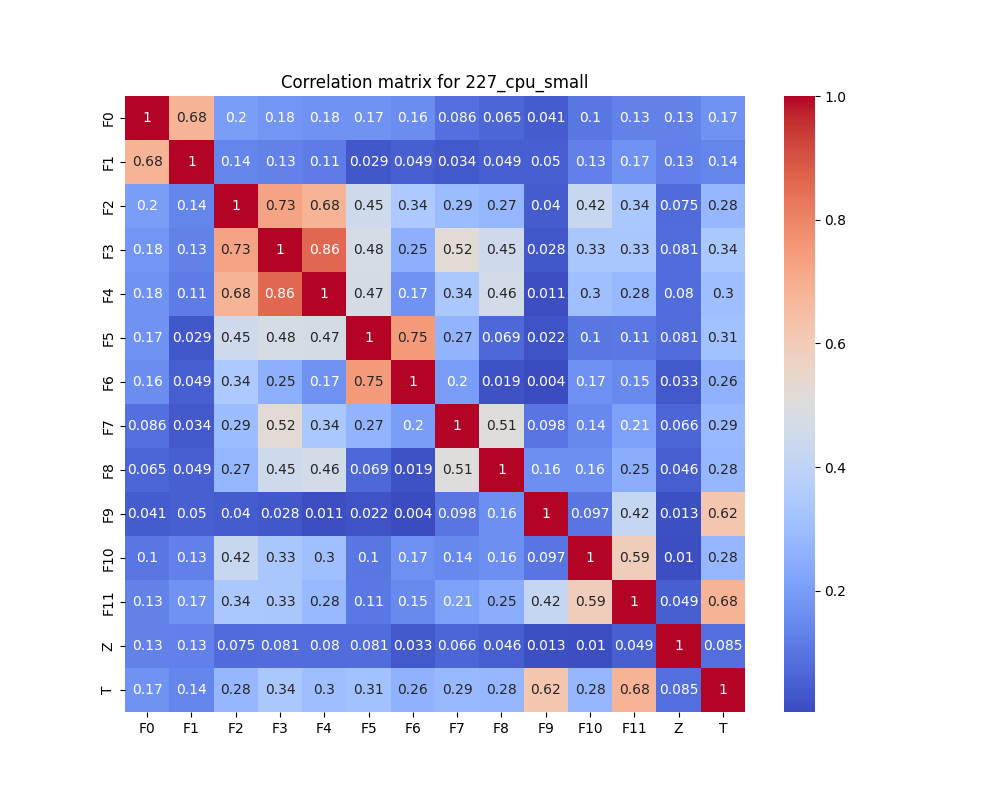 Correlation matrix for 227_cpu_small
F0 1 0.68 0.2 0.18 0.18 0.17 0.16 0.086 0.065 0.041 0.1 0.13 0.13 0.17
F1 0.68 1 0.14 0.13 0.11 0.029 0.049 0.034 0.049 0.05 0.13 0.17 0.13 0.14
F2 0.2 0.14 1 0.73 0.68 0.45 0.34 0.29 0.27 0.04 0.42 0.34 0.075 0.28
F3 0.18 0.13 0.73 1 0.86 0.48 0.25 0.52 0.45 0.028 0.33 0.33 0.081 0.34
F4 0.18 0.11 0.68 0.86 1 0.47 0.17 0.34 0.46 0.011 0.3 0.28 0.08 0.3
F5 0.17 0.029 0.45 0.48 0.47 1 0.75 0.27 0.069 0.022 0.1 0.11 0.081 0.31
F6 0.16 0.049 0.34 0.25 0.17 0.75 1 0.2 0.019 0.004 0.17 0.15 0.033 0.26
F7 0.086 0.034 0.29 0.52 0.34 0.27 0.2 1 0.51 0.098 0.14 0.21 0.066 0.29
F8 0.065 0.049 0.27 0.45 0.46 0.069 0.019 0.51 1 0.16 0.16 0.25 0.046 0.28
F9 0.041 0.05 0.04 0.028 0.011 0.022 0.004 0.098 0.16 1 0.097 0.42 0.013 0.62
F10 0.1 0.13 0.42 0.33 0.3 0.1 0.17 0.14 0.16 0.097 1 0.59 0.01 0.28
F11 0.13 0.17 0.34 0.33 0.28 0.11 0.15 0.21 0.25 0.42 0.59 1 0.049 0.68
Z 0.13 0.13 0.075 0.081 0.08 0.081 0.033 0.066 0.046 0.013 0.01 0.049 1 0.085
T 0.17 0.14 0.28 0.34 0.3 0.31 0.26 0.29 0.28 0.62 0.28 0.68 0.085 1
F0 F1 F2 F3 F4 F5 F6 F7 F8 F9 F10 F11 Z T
1.0
0.8
0.6
0.4
0.2